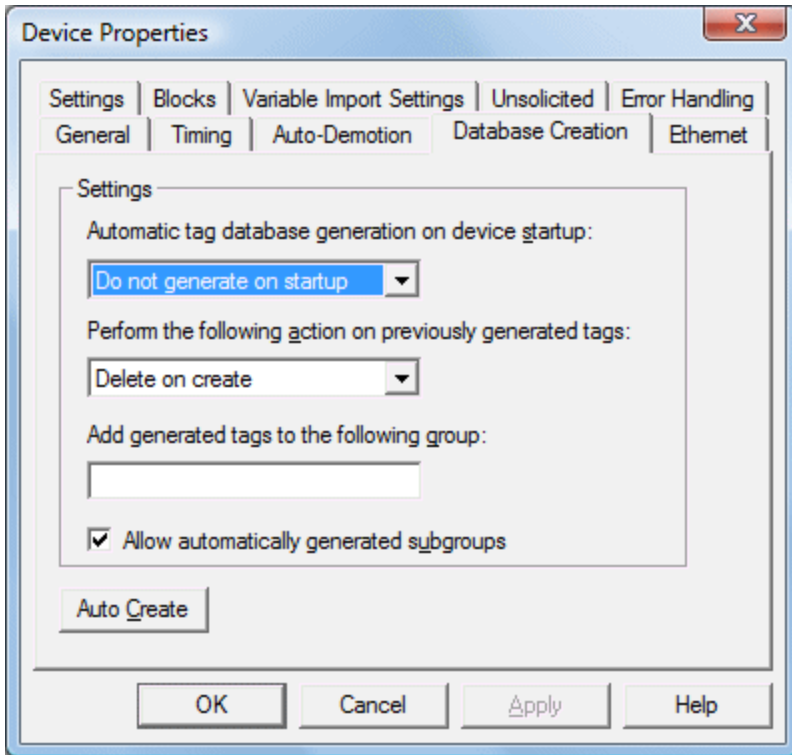 Device Properties
Settings Blocks Variable Import Settings Unsolicited Error Handling
General Timing Auto-Demotion Database Creation Ethernet
Settings
Automatic tag database generation on device startup:
Do not generate on startup
Perform the following action on previously generated tags:
Delete on create
Add generated tags to the following group:
Allow automatically generated subgroups
Auto Create
OK Cancel Apply Help